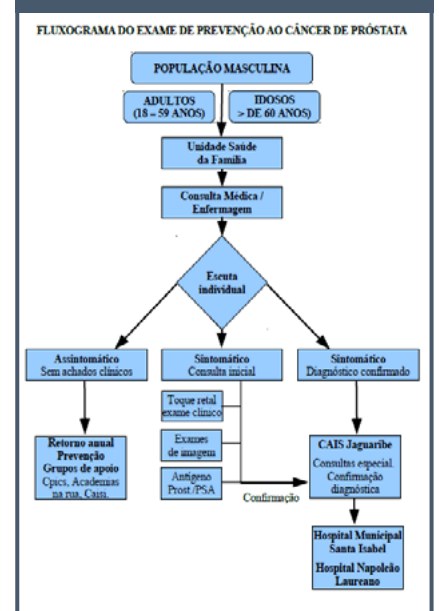 FLUXOGRAMA DO EXAME DE PREVENÇÃO AO CÂNCER DE PRÓSTATA
POPULAÇÃO MASCULINA
ADULTOS
(18 – 59 ANOS)
IDOSOS
> DE 60 ANOS)
Unidade Saúde
da Família
Consulta Médica /
Enfermagem
Escuta
individual
Assintomático
Sem achados clínicos
Sintomático
Consulta inicial
Sintomático
Diagnóstico confirmado
Toque retal
exame clínico
Exames
de imagem
Antígeno
Prost./PSA
Confirmação
Retorno anual
Prevenção
Grupos de apoio
Cpics, Academias
na rua, Caisi,
CAIS Jaguaribe
Consultas especial.
Confirmação
diagnóstica
Hospital Municipal
Santa Isabel
Hospital Napoleão
Laureano